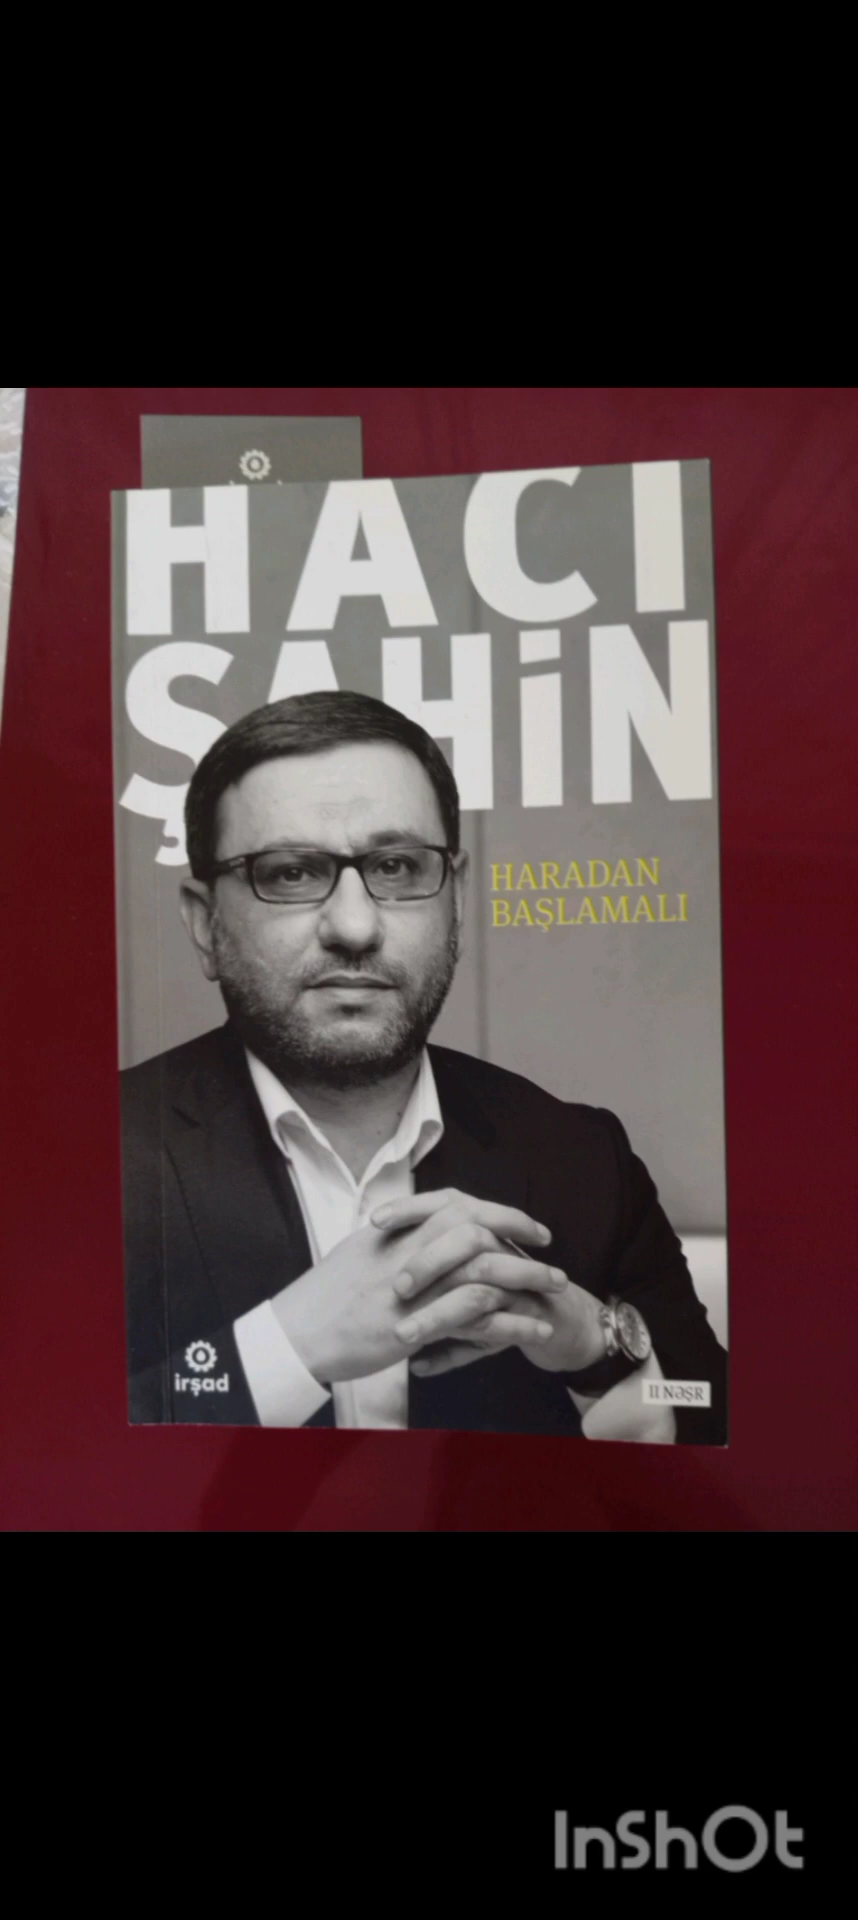 HACI
ŞAHİN
HARADAN
BAŞLAMALI
irşad
II NƏŞR
InShOt